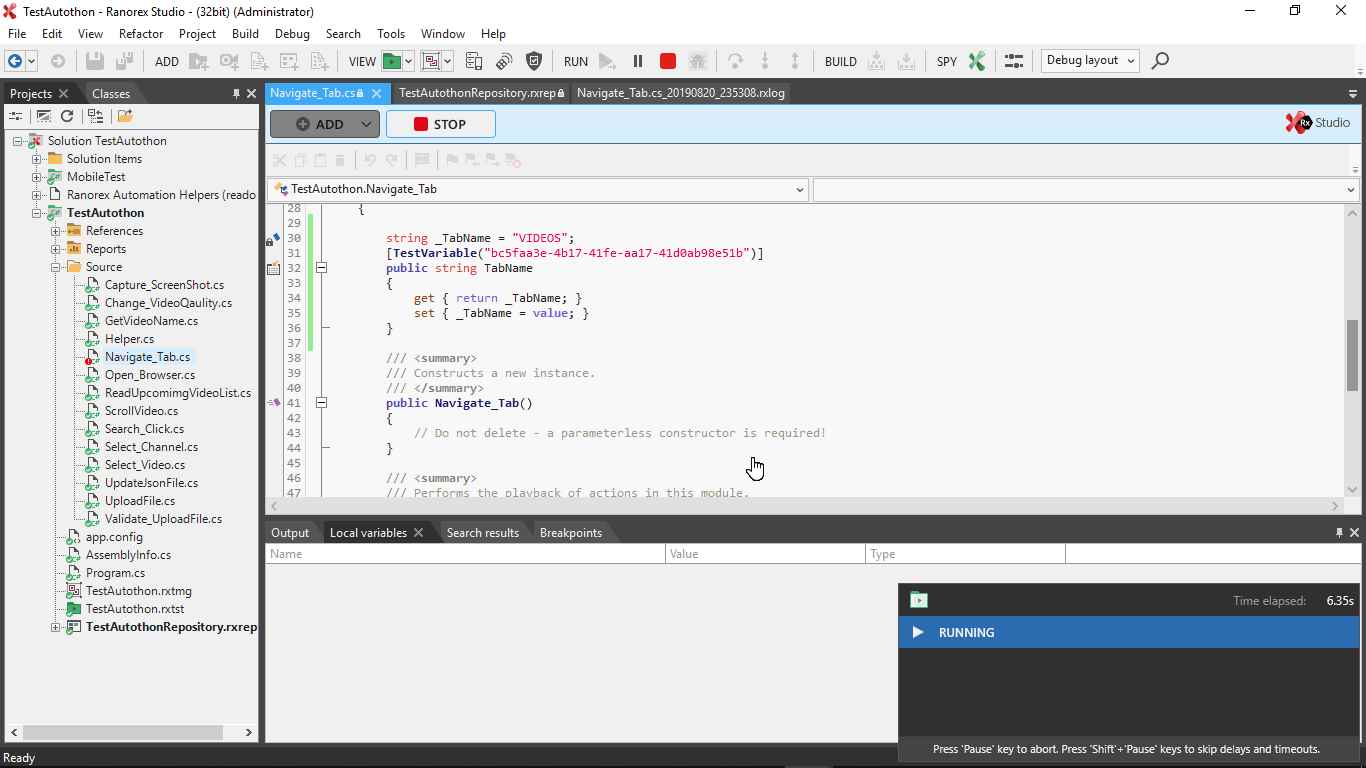 TestAutothon - Ranorex Studio - (32bit) (Administrator)
File Edit View Refactor Project Build Debug Search Tools Window Help
ADD VIEW RUN BUILD SPY Debug layout
Projects Classes
Navigate_Tab.cs TestAutothonRepository.rxrep Navigate_Tab.cs_20190820_235308.rxlog
ADD STOP Rx Studio
TestAutothon.Navigate_Tab
Solution TestAutothon
Solution Items
MobileTest
Ranorex Automation Helpers (reado
TestAutothon
References
Reports
Source
Capture_ScreenShot.cs
Change_VideoQaulity.cs
GetVideoName.cs
Helper.cs
Navigate_Tab.cs
Open_Browser.cs
ReadUpcomimgVideoList.cs
ScrollVideo.cs
Search_Click.cs
Select_Channel.cs
Select_Video.cs
UpdateJsonFile.cs
UploadFile.cs
Validate_UploadFile.cs
app.config
AssemblyInfo.cs
Program.cs
TestAutothon.rxtmg
TestAutothon.rxtst
TestAutothonRepository.rxrep
28 {
29
30 string _TabName = "VIDEOS";
31 [TestVariable("bc5faa3e-4b17-41fe-aa17-41d0ab98e51b")]
32 public string TabName
33 {
34 get { return _TabName; }
35 set { _TabName = value; }
36 }
37
38 /// <summary>
39 /// Constructs a new instance.
40 /// </summary>
41 public Navigate_Tab()
42 {
43 // Do not delete - a parameterless constructor is required!
44 }
45
46 /// <summary>
47 /// Performs the playback of actions in this module.
Output Local variables Search results Breakpoints
Name Value Type
Time elapsed: 6.35s
RUNNING
Press 'Pause' key to abort. Press 'Shift'+'Pause' keys to skip delays and timeouts.
Ready